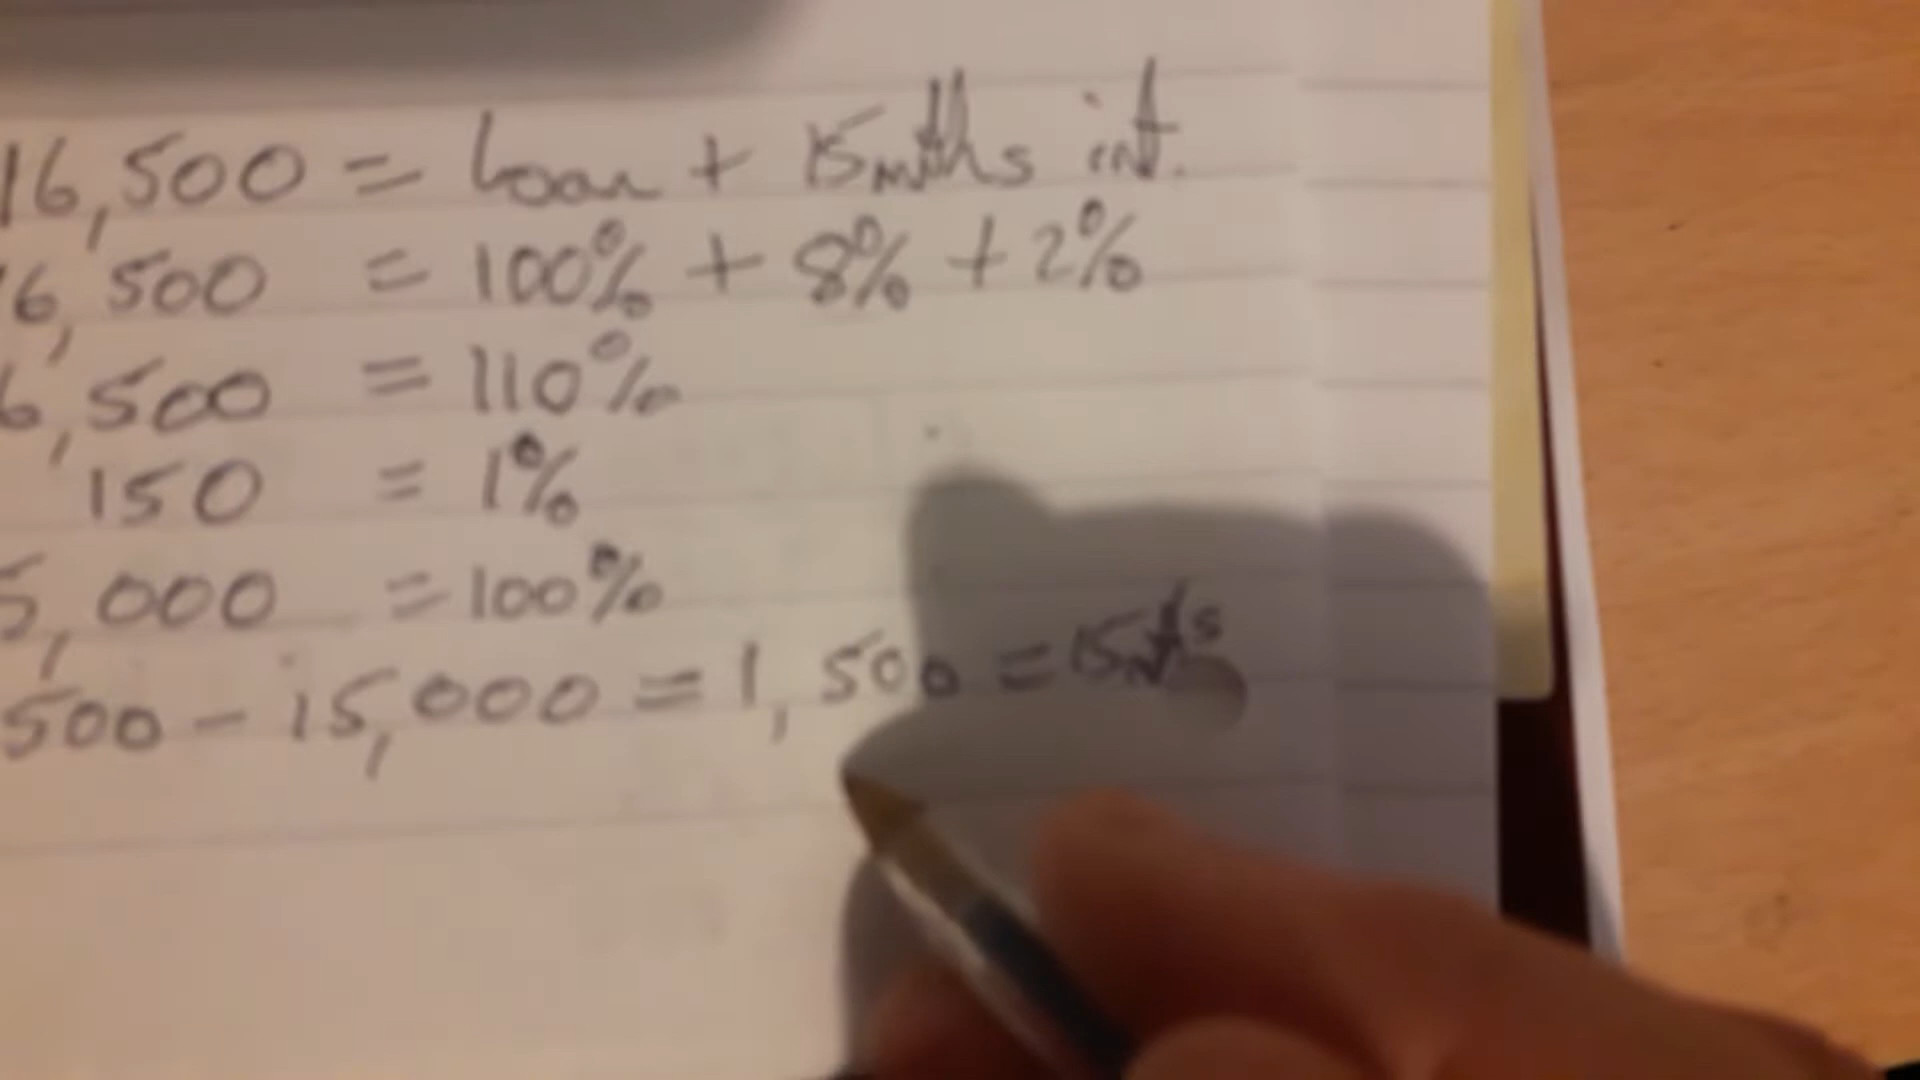 16,500 = loan + 15mths int.
16,500 = 100% + 8% + 2%
6,500 = 110%
150 = 1%
5,000 = 100%
500 - 15,000 = 1,500 = 15mths